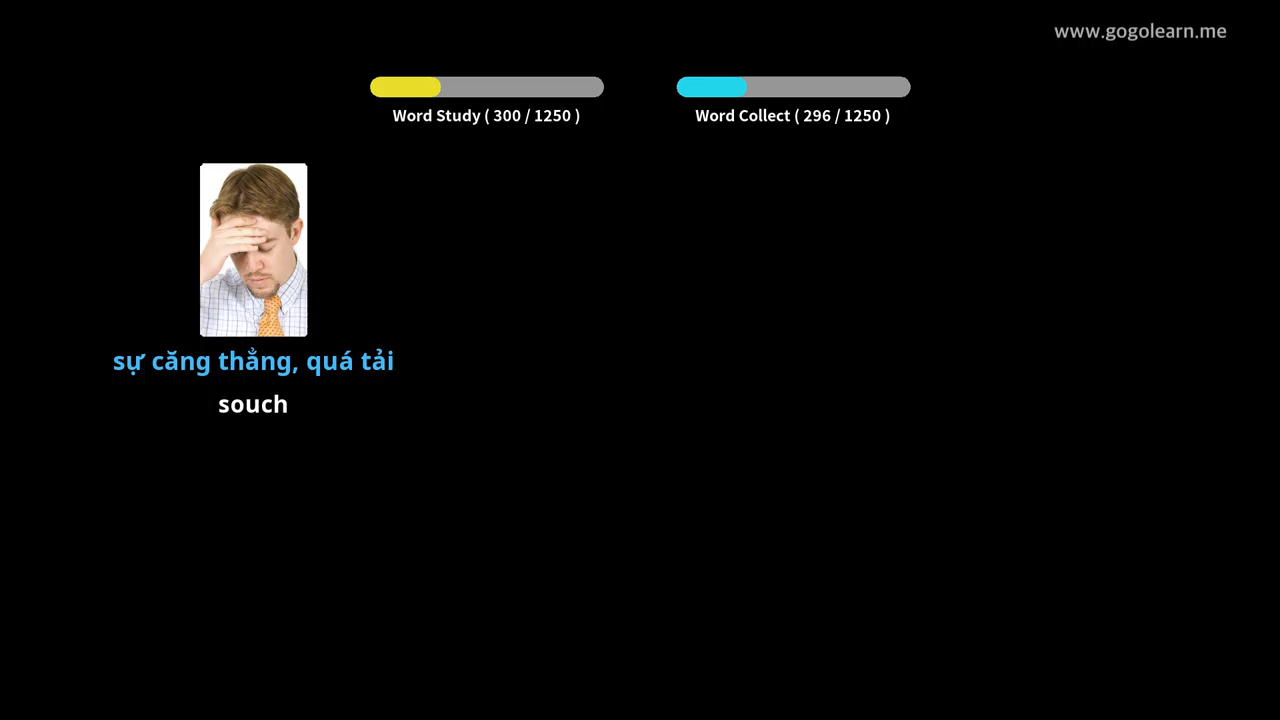 www.gogolearn.me
Word Study ( 300 / 1250 )
Word Collect ( 296 / 1250 )
sự căng thẳng, quá tải
souch